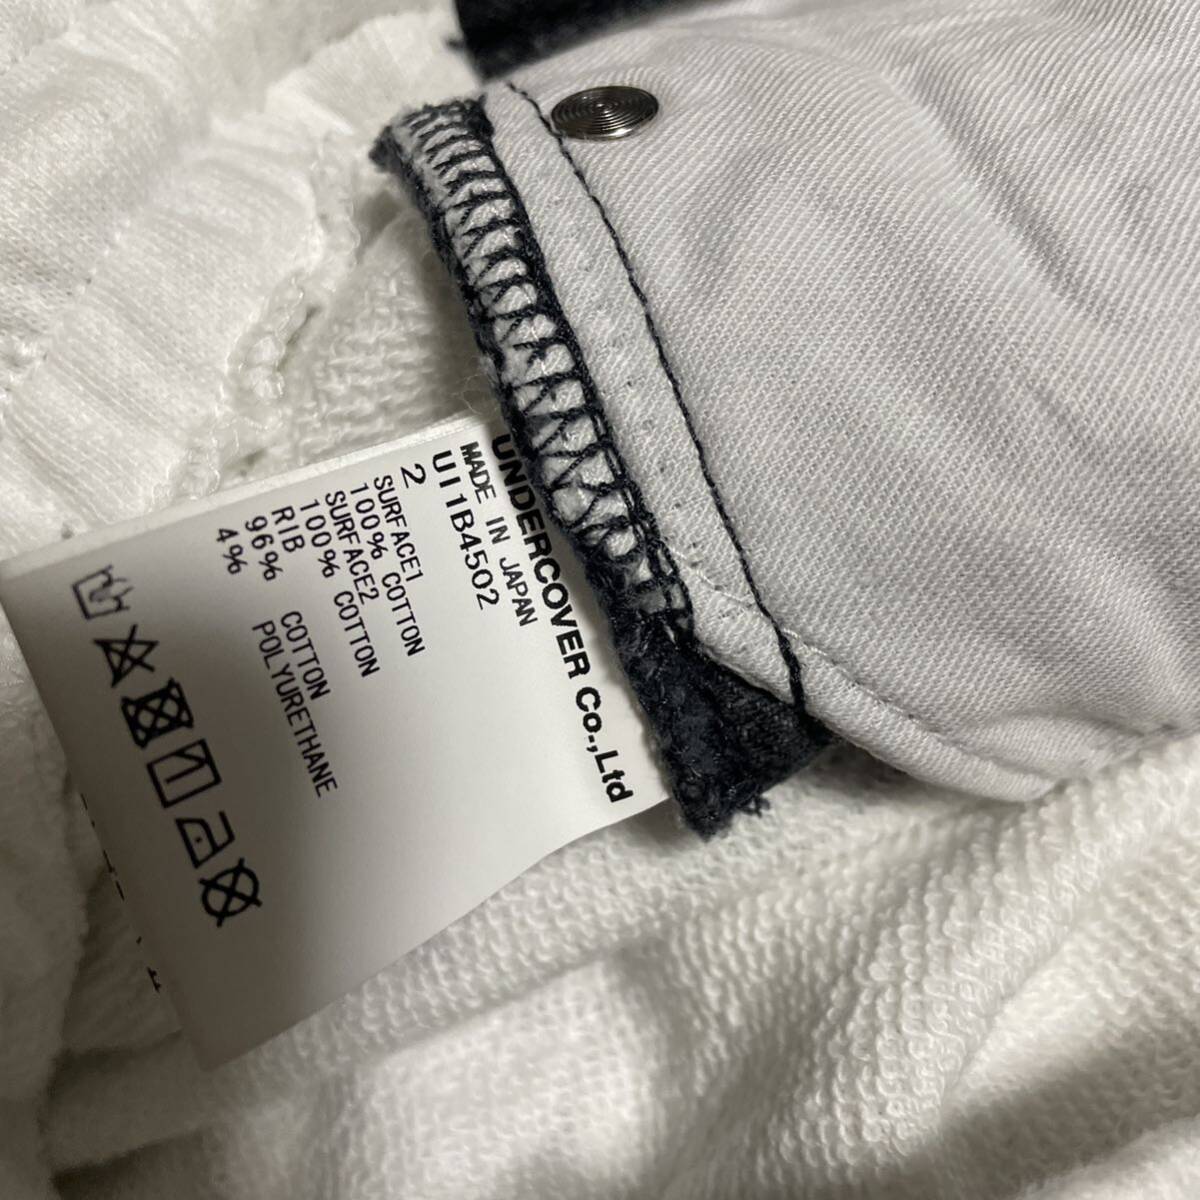 UNDERCOVER Co.,Ltd
MADE IN JAPAN
UI1B4502
2
SURFACE1
100% COTTON
SURFACE2
100% COTTON
RIB
96% COTTON
4% POLYURETHANE